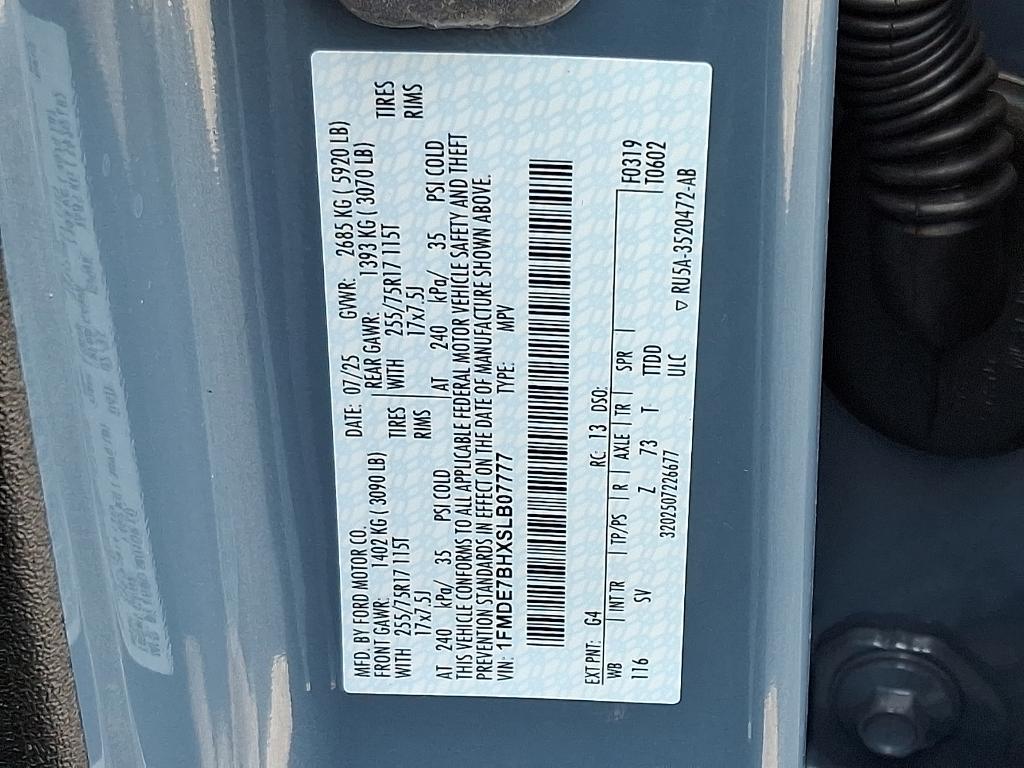 MFD. BY FORD MOTOR CO.
DATE: 07/25 GVWR: 2685 KG ( 5920 LB)
FRONT GAWR: 1402 KG ( 3090 LB)
REAR GAWR: 1393 KG ( 3070 LB)
WITH 255/75R17 115T TIRES
WITH 255/75R17 115T TIRES
17x7.5J RIMS
17x7.5J RIMS
AT 240 kPa/ 35 PSI COLD
AT 240 kPa/ 35 PSI COLD
THIS VEHICLE CONFORMS TO ALL APPLICABLE FEDERAL MOTOR VEHICLE SAFETY AND THEFT
PREVENTION STANDARDS IN EFFECT ON THE DATE OF MANUFACTURE SHOWN ABOVE.
VIN: 1FMDE7BHXSLB07777 TYPE: MPV
EXT PNT: G4 RC: 13 DSO:
WB INT TR TP/PS R AXLE TR SPR F0319
116 SV Z 73 T TTDD T0602
320250726677 ULC
▽ RU5A-3520472-AB